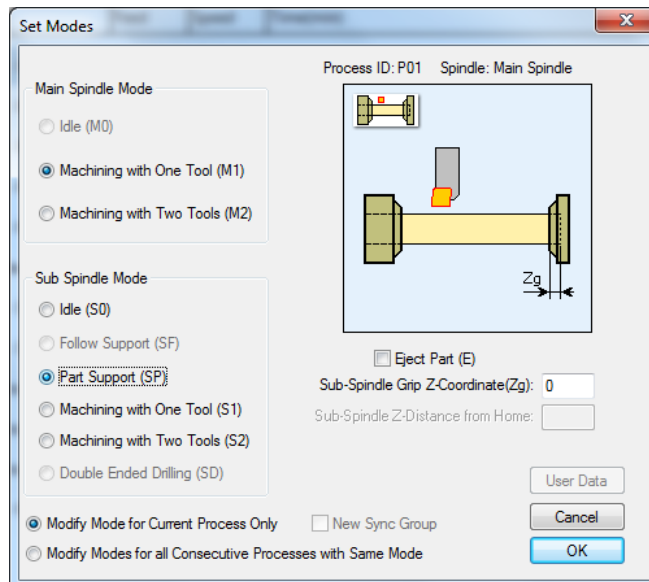 Set Modes
Process ID: P01 Spindle: Main Spindle
Main Spindle Mode
Idle (M0)
Machining with One Tool (M1)
Machining with Two Tools (M2)
Sub Spindle Mode
Idle (S0)
Follow Support (SF)
Part Support (SP)
Machining with One Tool (S1)
Machining with Two Tools (S2)
Double Ended Drilling (SD)
Zg
Eject Part (E)
Sub-Spindle Grip Z-Coordinate(Zg): 0
Sub-Spindle Z-Distance from Home:
Modify Mode for Current Process Only
New Sync Group
Modify Modes for all Consecutive Processes with Same Mode
User Data
Cancel
OK